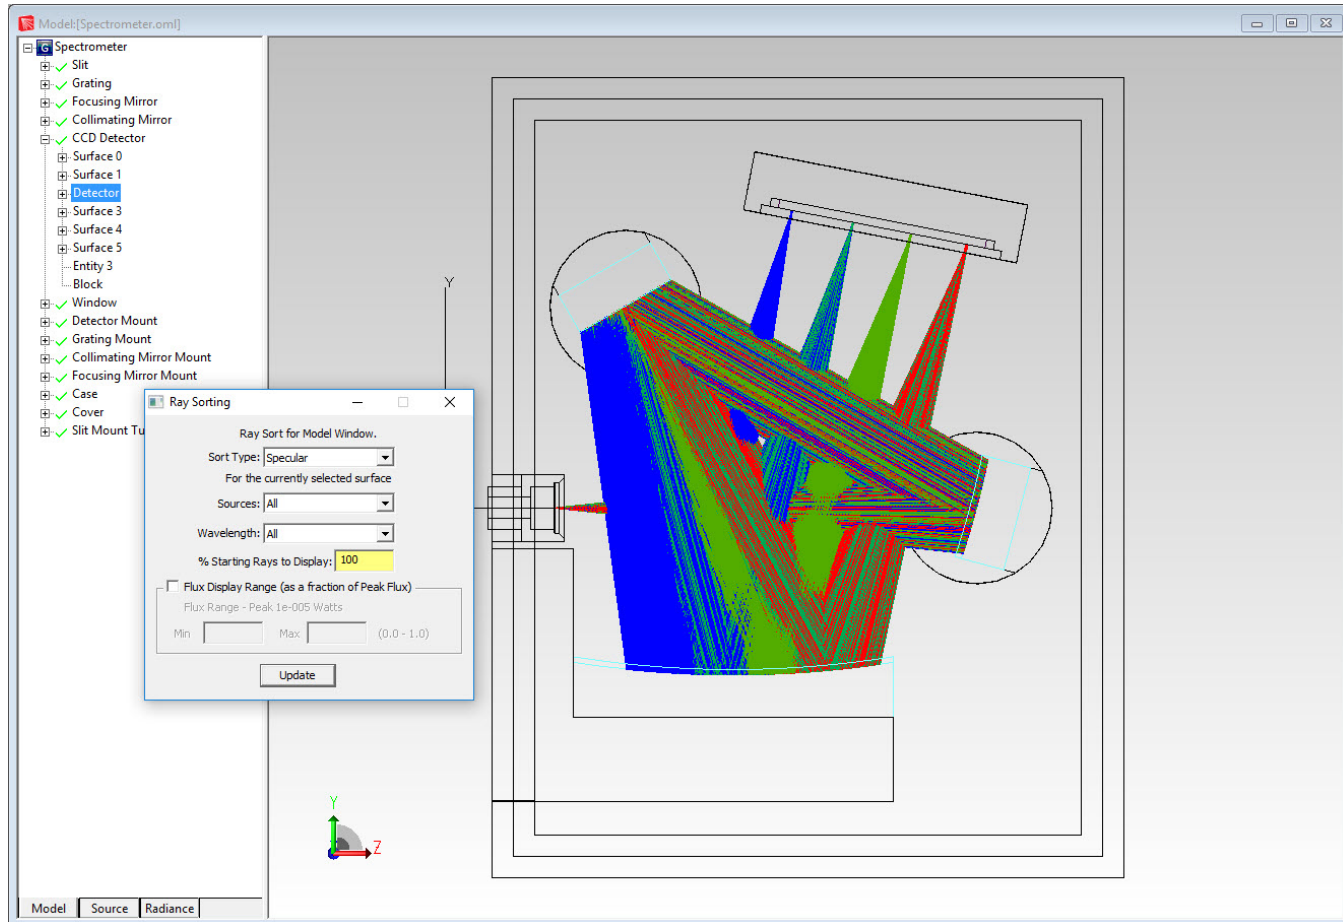 Model:[Spectrometer.oml]
G Spectrometer
Slit
Grating
Focusing Mirror
Collimating Mirror
CCD Detector
Surface 0
Surface 1
Detector
Surface 3
Surface 4
Surface 5
Entity 3
Block
Window
Detector Mount
Grating Mount
Collimating Mirror Mount
Focusing Mirror Mount
Case
Cover
Slit Mount Tu
Y
Ray Sorting
Ray Sort for Model Window.
Sort Type: Specular
For the currently selected surface
Sources: All
Wavelength: All
% Starting Rays to Display: 100
Flux Display Range (as a fraction of Peak Flux)
Flux Range - Peak 1e-005 Watts
Min Max (0.0 - 1.0)
Update
Y
Z
Model Source Radiance